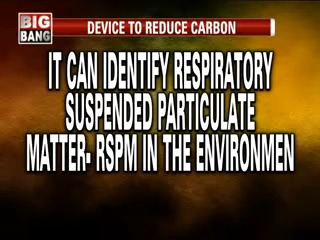 BIG
BANG
DEVICE TO REDUCE CARBON
IT CAN IDENTIFY RESPIRATORY
SUSPENDED PARTICULATE
MATTER- RSPM IN THE ENVIRONMEN